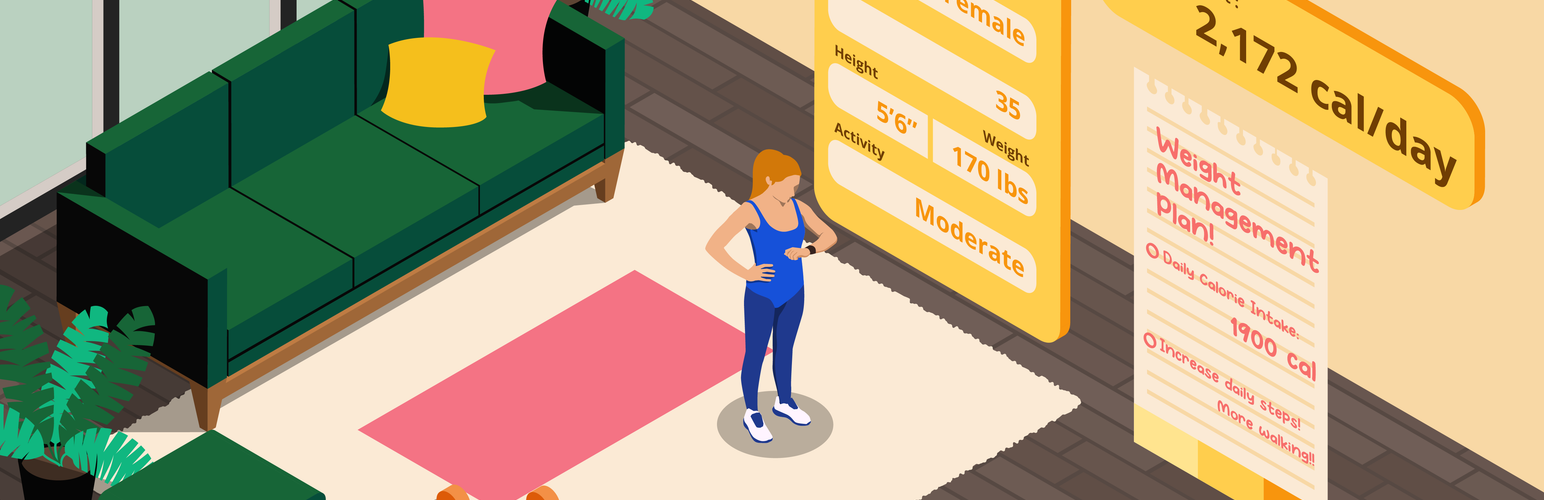 Female
35
Height
5'6"
Weight
170 lbs
Activity
Moderate
2,172 cal/day
Weight
Management
Plan!
Daily Calorie Intake:
1900 cal
Increase daily steps!
More walking!!